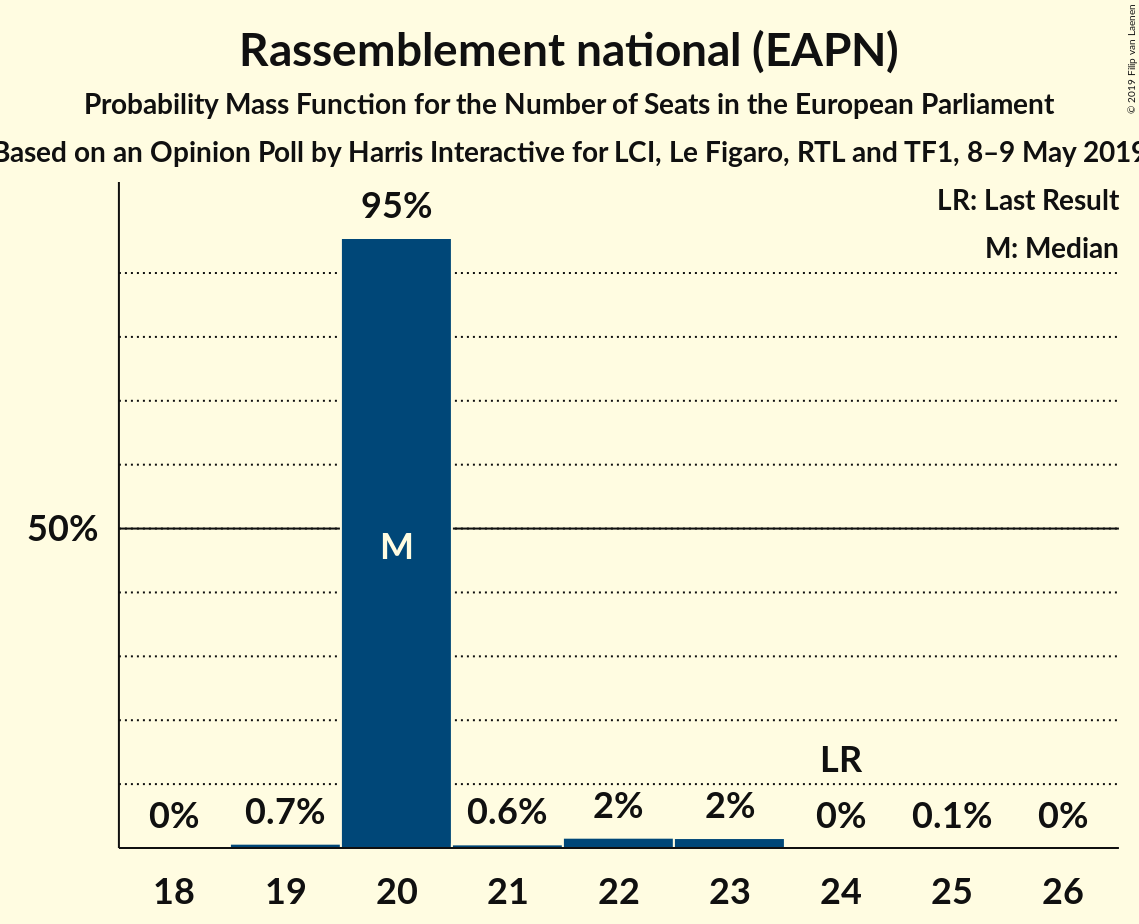 Rassemblement national (EAPN)
Probability Mass Function for the Number of Seats in the European Parliament
Based on an Opinion Poll by Harris Interactive for LCI, Le Figaro, RTL and TF1, 8–9 May 2019
© 2019 Filip van Laenen
LR: Last Result
M: Median
95%
50%
M
LR
0% 0.7% 0.6% 2% 2% 0% 0.1% 0%
18 19 20 21 22 23 24 25 26